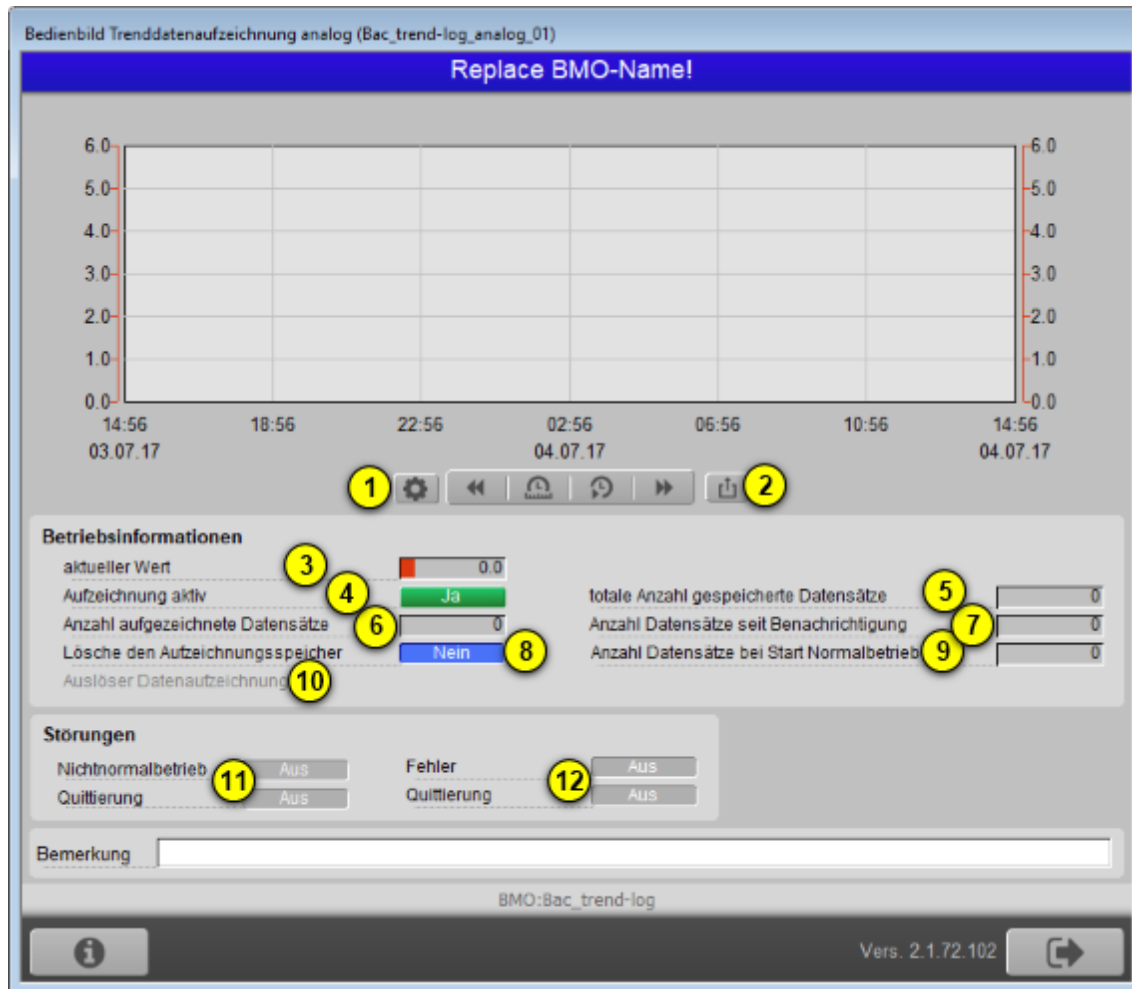 Bedienbild Trenddatenaufzeichnung analog (Bac_trend-log_analog_01)
Replace BMO-Name!
6.0 6.0
5.0 5.0
4.0 4.0
3.0 3.0
2.0 2.0
1.0 1.0
0.0 0.0
14:56 18:56 22:56 02:56 06:56 10:56 14:56
03.07.17 04.07.17 04.07.17
1 2
Betriebsinformationen
aktueller Wert 3 0.0
Aufzeichnung aktiv 4 Ja totale Anzahl gespeicherte Datensätze 5 0
Anzahl aufgezeichnete Datensätze 6 0 Anzahl Datensätze seit Benachrichtigung 7 0
Lösche den Aufzeichnungsspeicher Nein 8 Anzahl Datensätze bei Start Normalbetrieb 9 0
Auslöser Datenaufzeichnung 10
Störungen
Nichtnormalbetrieb 11 Aus Fehler 12 Aus
Quittierung Aus Quittierung Aus
Bemerkung
BMO:Bac_trend-log
Vers. 2.1.72.102